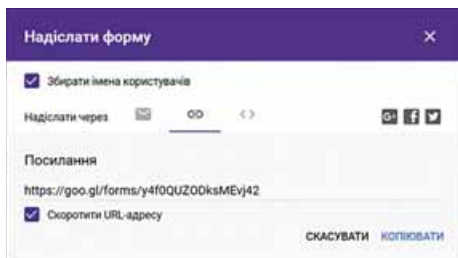 Надіслати форму
Збирати імена користувачів
Надіслати через
Посилання
https://goo.gl/forms/y4f0QUZODksMEvj42
Скоротити URL-адресу
СКАСУВАТИ КОПІЮВАТИ